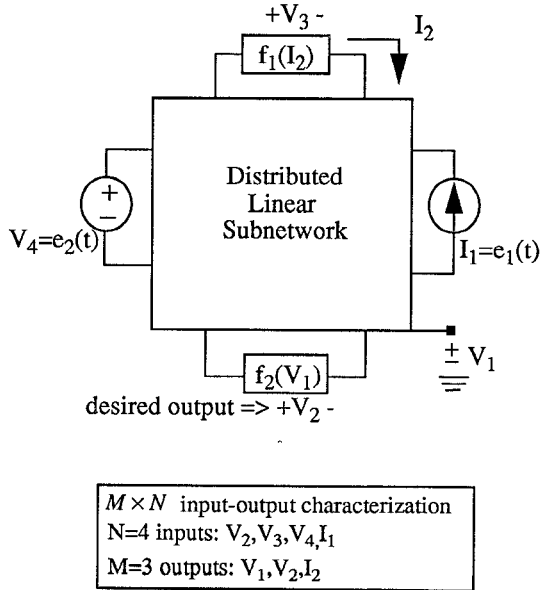 +V₃ -
I₂
f₁(I₂)
Distributed
Linear
Subnetwork
+
−
V₄=e₂(t)
I₁=e₁(t)
± V₁
f₂(V₁)
desired output => +V₂ -
M × N input-output characterization
N=4 inputs: V₂,V₃,V₄,I₁
M=3 outputs: V₁,V₂,I₂